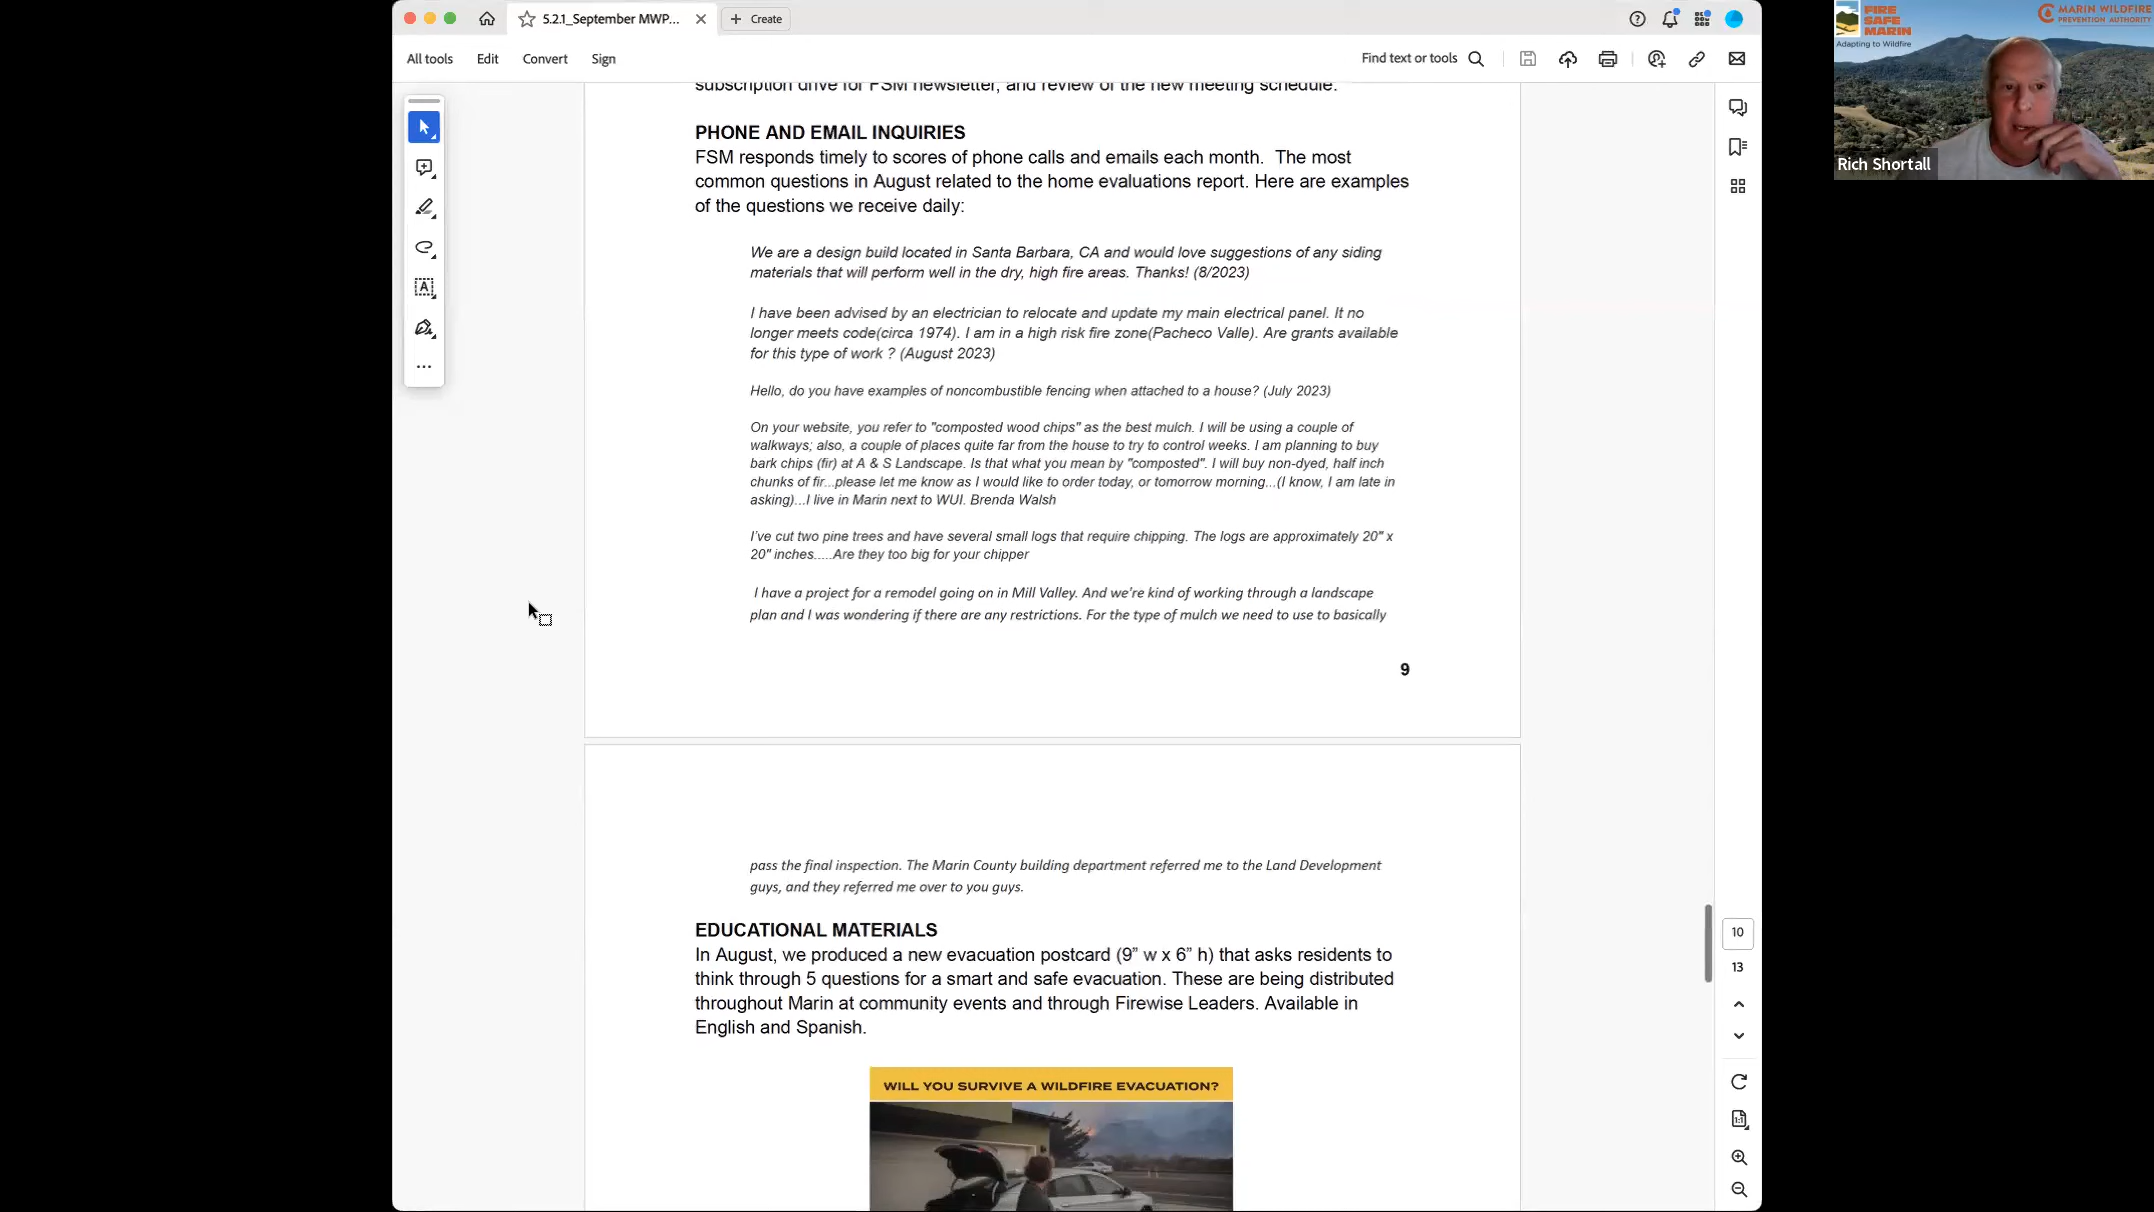 5.2.1_September MWP...
Create
All tools
Edit
Convert
Sign
Find text or tools
subscription drive for FSM newsletter, and review of the new meeting schedule.
PHONE AND EMAIL INQUIRIES
FSM responds timely to scores of phone calls and emails each month.  The most
common questions in August related to the home evaluations report. Here are examples
of the questions we receive daily:
We are a design build located in Santa Barbara, CA and would love suggestions of any siding
materials that will perform well in the dry, high fire areas. Thanks! (8/2023)
I have been advised by an electrician to relocate and update my main electrical panel. It no
longer meets code(circa 1974). I am in a high risk fire zone(Pacheco Valle). Are grants available
for this type of work ? (August 2023)
Hello, do you have examples of noncombustible fencing when attached to a house? (July 2023)
On your website, you refer to "composted wood chips" as the best mulch. I will be using a couple of
walkways; also, a couple of places quite far from the house to try to control weeks. I am planning to buy
bark chips (fir) at A & S Landscape. Is that what you mean by "composted". I will buy non-dyed, half inch
chunks of fir...please let me know as I would like to order today, or tomorrow morning...(I know, I am late in
asking)...I live in Marin next to WUI. Brenda Walsh
I've cut two pine trees and have several small logs that require chipping. The logs are approximately 20" x
20" inches.....Are they too big for your chipper
I have a project for a remodel going on in Mill Valley. And we're kind of working through a landscape
plan and I was wondering if there are any restrictions. For the type of mulch we need to use to basically
9
pass the final inspection. The Marin County building department referred me to the Land Development
guys, and they referred me over to you guys.
EDUCATIONAL MATERIALS
In August, we produced a new evacuation postcard (9” w x 6” h) that asks residents to
think through 5 questions for a smart and safe evacuation. These are being distributed
throughout Marin at community events and through Firewise Leaders. Available in
English and Spanish.
WILL YOU SURVIVE A WILDFIRE EVACUATION?
10
13
FIRE
SAFE
MARIN
Adapting to Wildfire
MARIN WILDFIRE
PREVENTION AUTHORITY
Rich Shortall